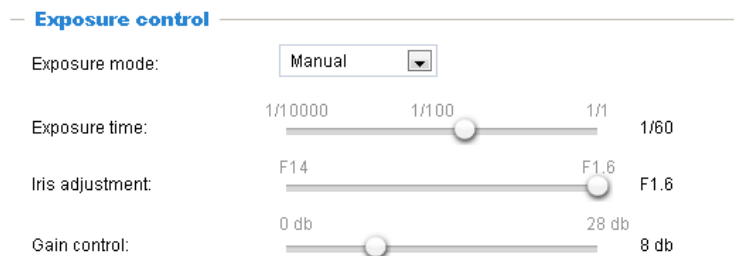 Exposure control
Exposure mode: Manual
1/10000 1/100 1/1
Exposure time: 1/60
F14 F1.6
Iris adjustment: F1.6
0 db 28 db
Gain control: 8 db